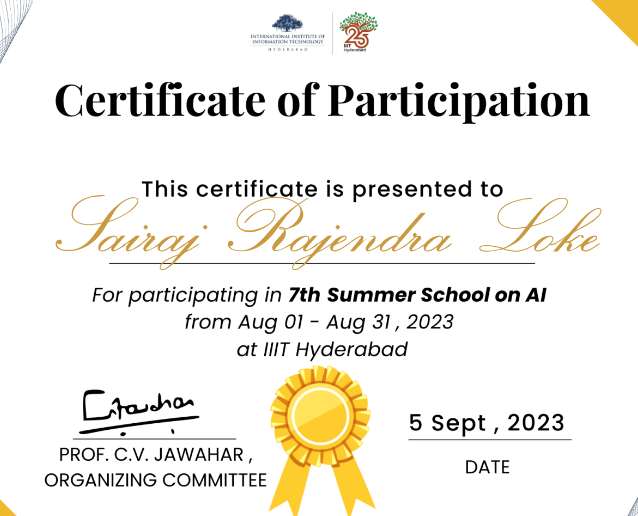 INTERNATIONAL INSTITUTE OF
INFORMATION TECHNOLOGY
HYDERABAD
25
IIIT
Hyderabad
Certificate of Participation
This certificate is presented to
Sairaj Rajendra Loke
For participating in 7th Summer School on AI
from Aug 01 - Aug 31 , 2023
at IIIT Hyderabad
5 Sept , 2023
PROF. C.V. JAWAHAR ,
ORGANIZING COMMITTEE
DATE